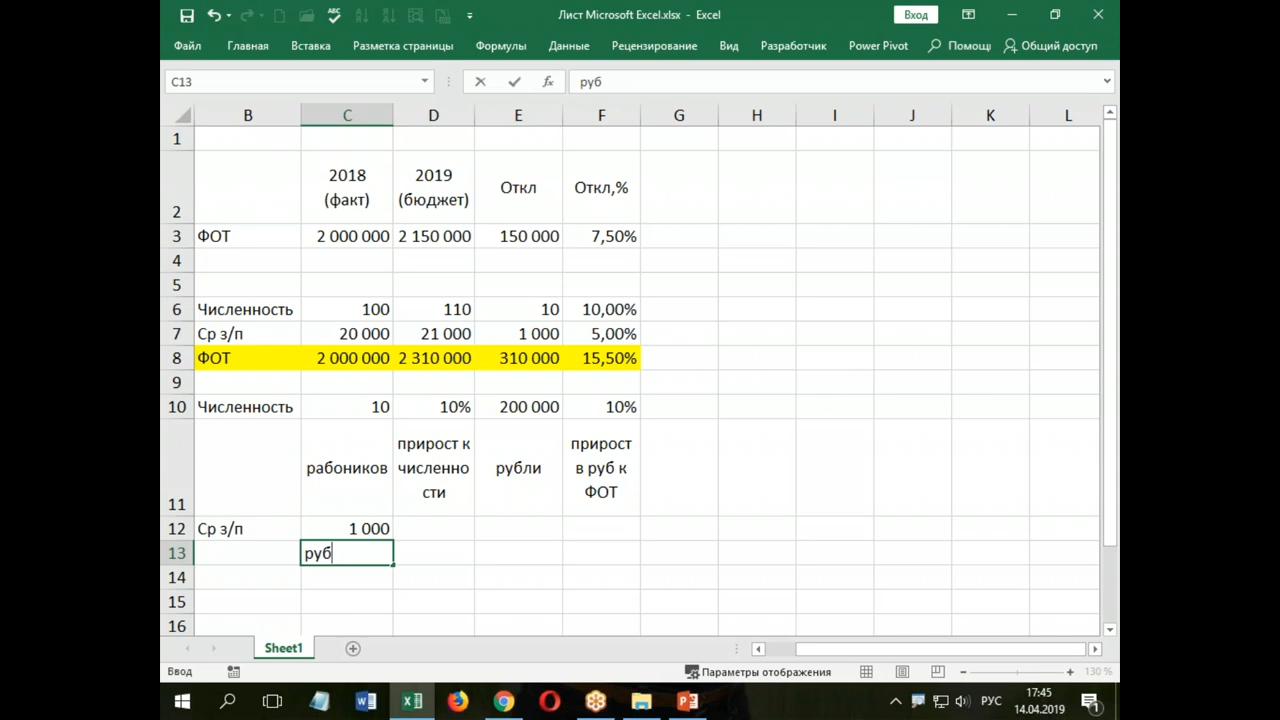 Лист Microsoft Excel.xlsx - Excel
Вход
Файл Главная Вставка Разметка страницы Формулы Данные Рецензирование Вид Разработчик Power Pivot Помощ Общий доступ
C13 fx руб
B C D E F G H I J K L
1
2 2018 (факт) 2019 (бюджет) Откл Откл,%
3 ФОТ 2 000 000 2 150 000 150 000 7,50%
4
5
6 Численность 100 110 10 10,00%
7 Ср з/п 20 000 21 000 1 000 5,00%
8 ФОТ 2 000 000 2 310 000 310 000 15,50%
9
10 Численность 10 10% 200 000 10%
11 рабоников прирост к численно сти рубли прирост в руб к ФОТ
12 Ср з/п 1 000
13 руб
14
15
16
Sheet1
Ввод Параметры отображения 130 %
РУС 17:45
14.04.2019 1